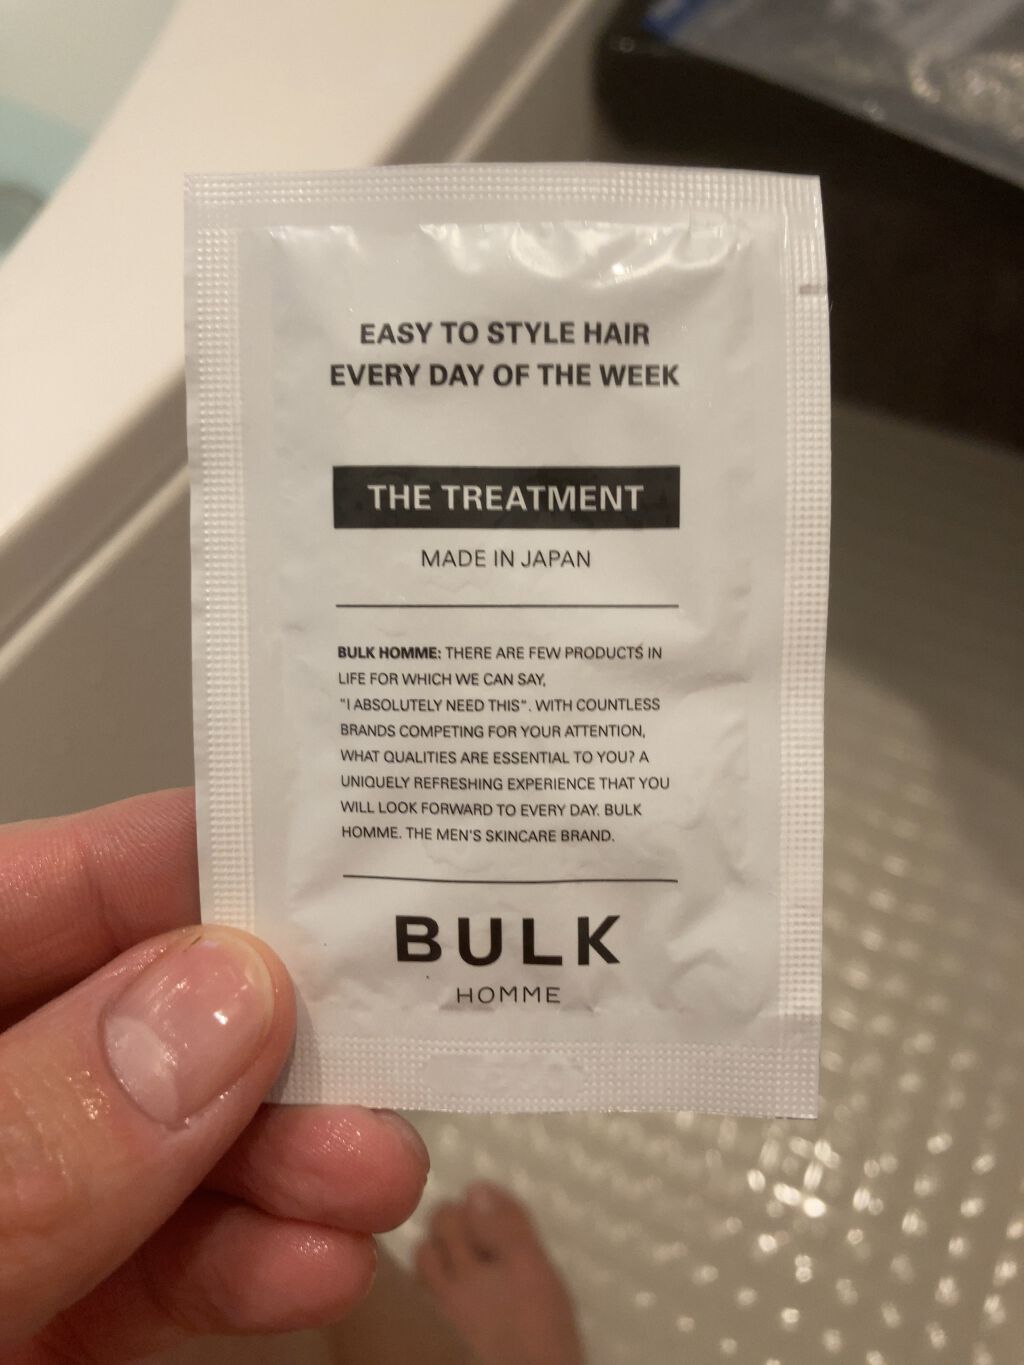 EASY TO STYLE HAIR
EVERY DAY OF THE WEEK
THE TREATMENT
MADE IN JAPAN
BULK HOMME: THERE ARE FEW PRODUCTS IN
LIFE FOR WHICH WE CAN SAY,
"I ABSOLUTELY NEED THIS". WITH COUNTLESS
BRANDS COMPETING FOR YOUR ATTENTION,
WHAT QUALITIES ARE ESSENTIAL TO YOU? A
UNIQUELY REFRESHING EXPERIENCE THAT YOU
WILL LOOK FORWARD TO EVERY DAY. BULK
HOMME. THE MEN'S SKINCARE BRAND.
BULK
HOMME